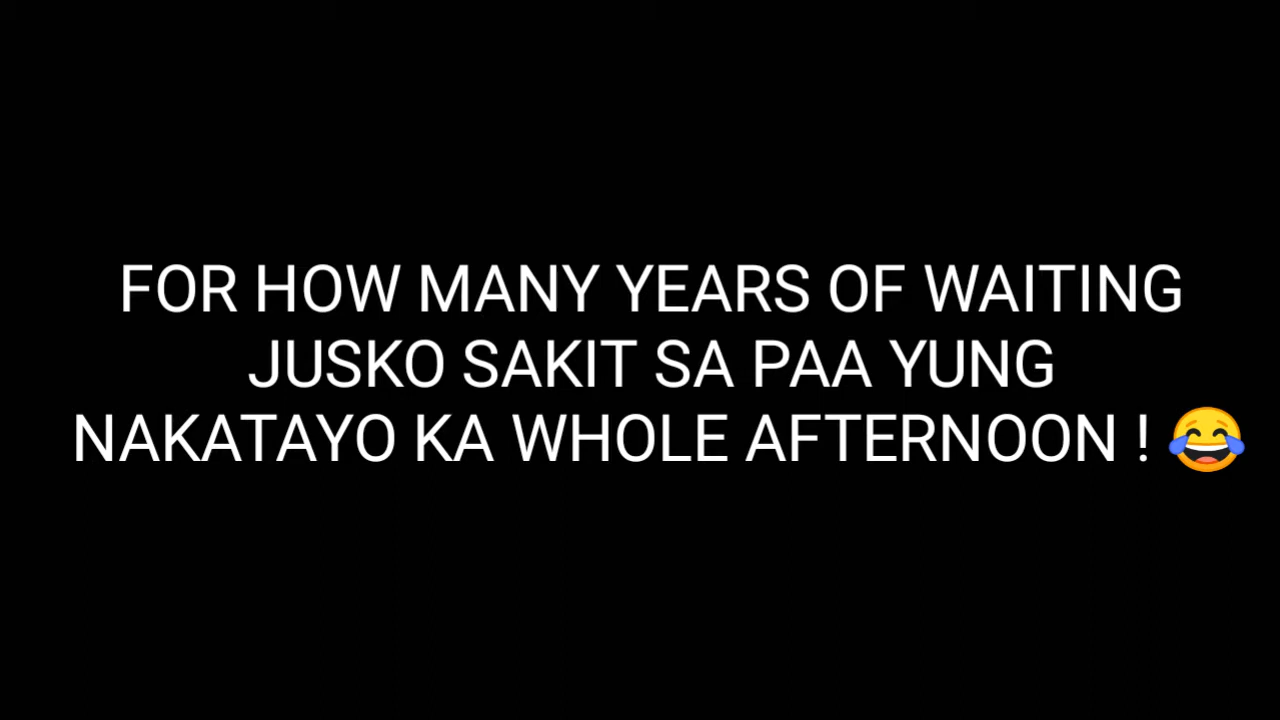 FOR HOW MANY YEARS OF WAITING
JUSKO SAKIT SA PAA YUNG
NAKATAYO KA WHOLE AFTERNOON ! 😂